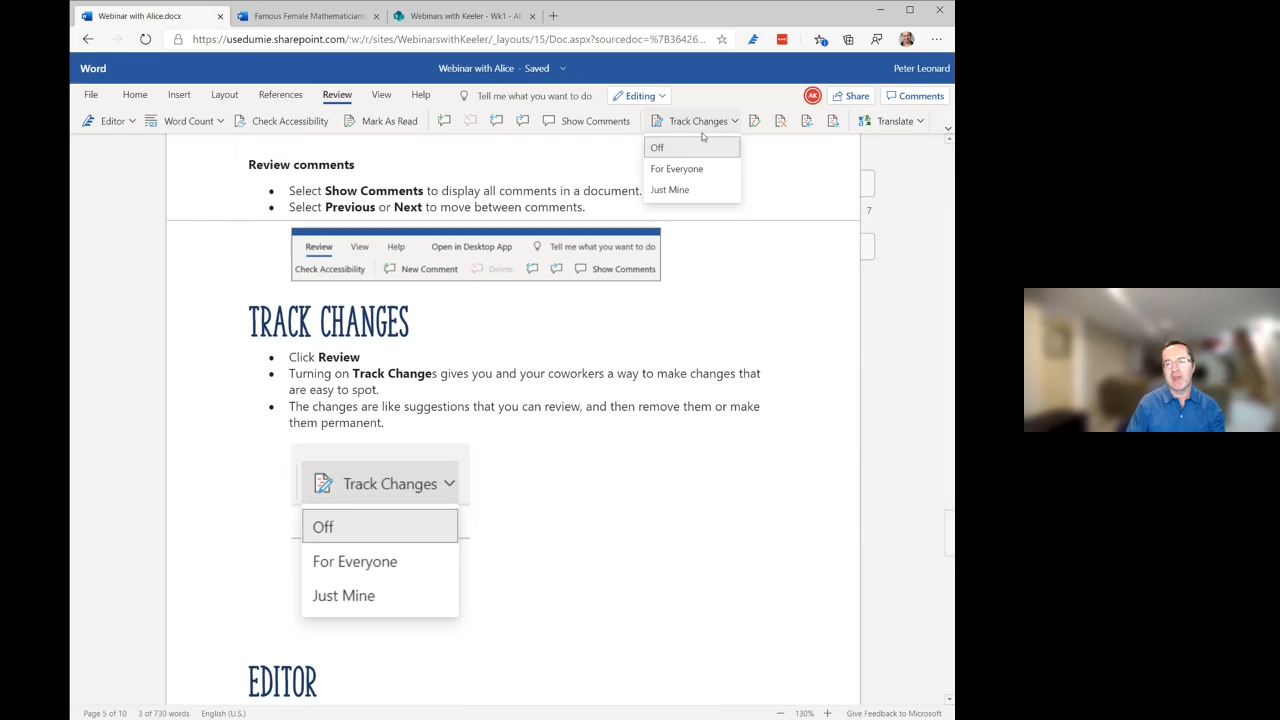 Webinar with Alice.docx
Famous Female Mathematicians.
Webinars with Keeler - Wk1 - All
https://usedumie.sharepoint.com/:w:/r/sites/WebinarswithKeeler/_layouts/15/Doc.aspx?sourcedoc=%7B36426...
Word
Webinar with Alice - Saved
Peter Leonard
File Home Insert Layout References Review View Help
Tell me what you want to do
Editing
AK
Share
Comments
Editor
Word Count
Check Accessibility
Mark As Read
Show Comments
Track Changes
Translate
Off
For Everyone
Just Mine
Review comments
• Select Show Comments to display all comments in a document.
• Select Previous or Next to move between comments.
7
Review View Help Open in Desktop App Tell me what you want to do
Check Accessibility New Comment Delete Show Comments
TRACK CHANGES
• Click Review
• Turning on Track Changes gives you and your coworkers a way to make changes that
are easy to spot.
• The changes are like suggestions that you can review, and then remove them or make
them permanent.
Track Changes
Off
For Everyone
Just Mine
EDITOR
Page 5 of 10 3 of 730 words English (U.S.)
130%
Give Feedback to Microsoft